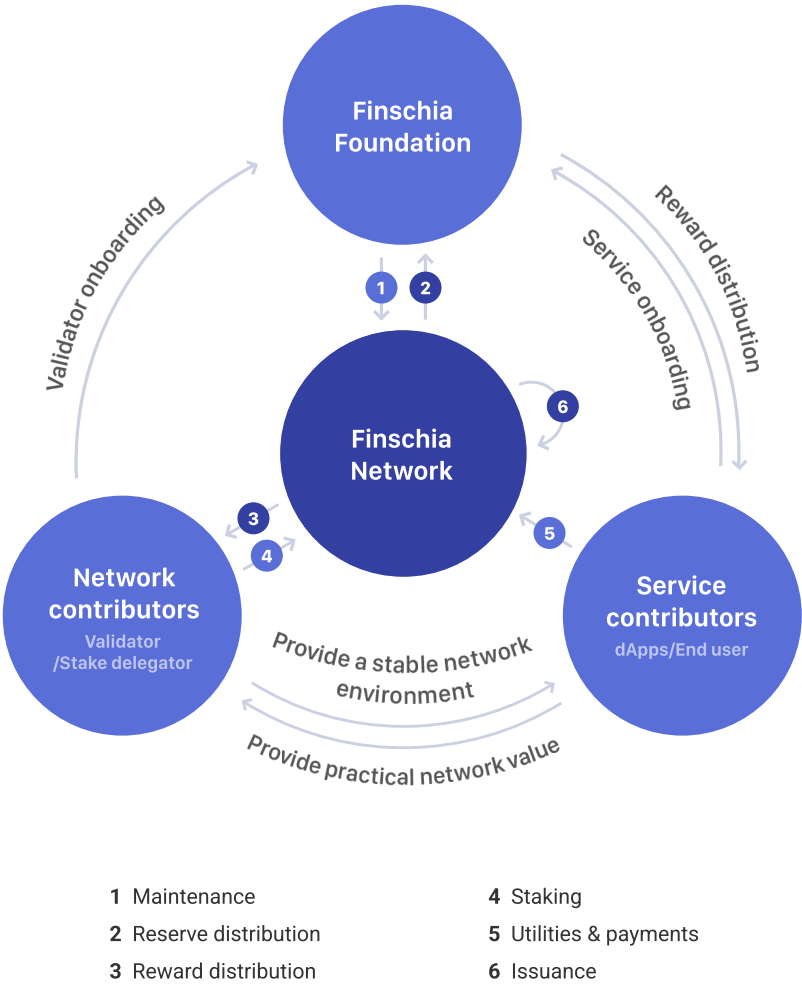 Finschia
Foundation
Validator onboarding
Reward distribution
Service onboarding
1
2
Finschia
Network
6
3
4
5
Network
contributors
Validator
/Stake delegator
Service
contributors
dApps/End user
Provide a stable network
environment
Provide practical network value
1 Maintenance
2 Reserve distribution
3 Reward distribution
4 Staking
5 Utilities & payments
6 Issuance